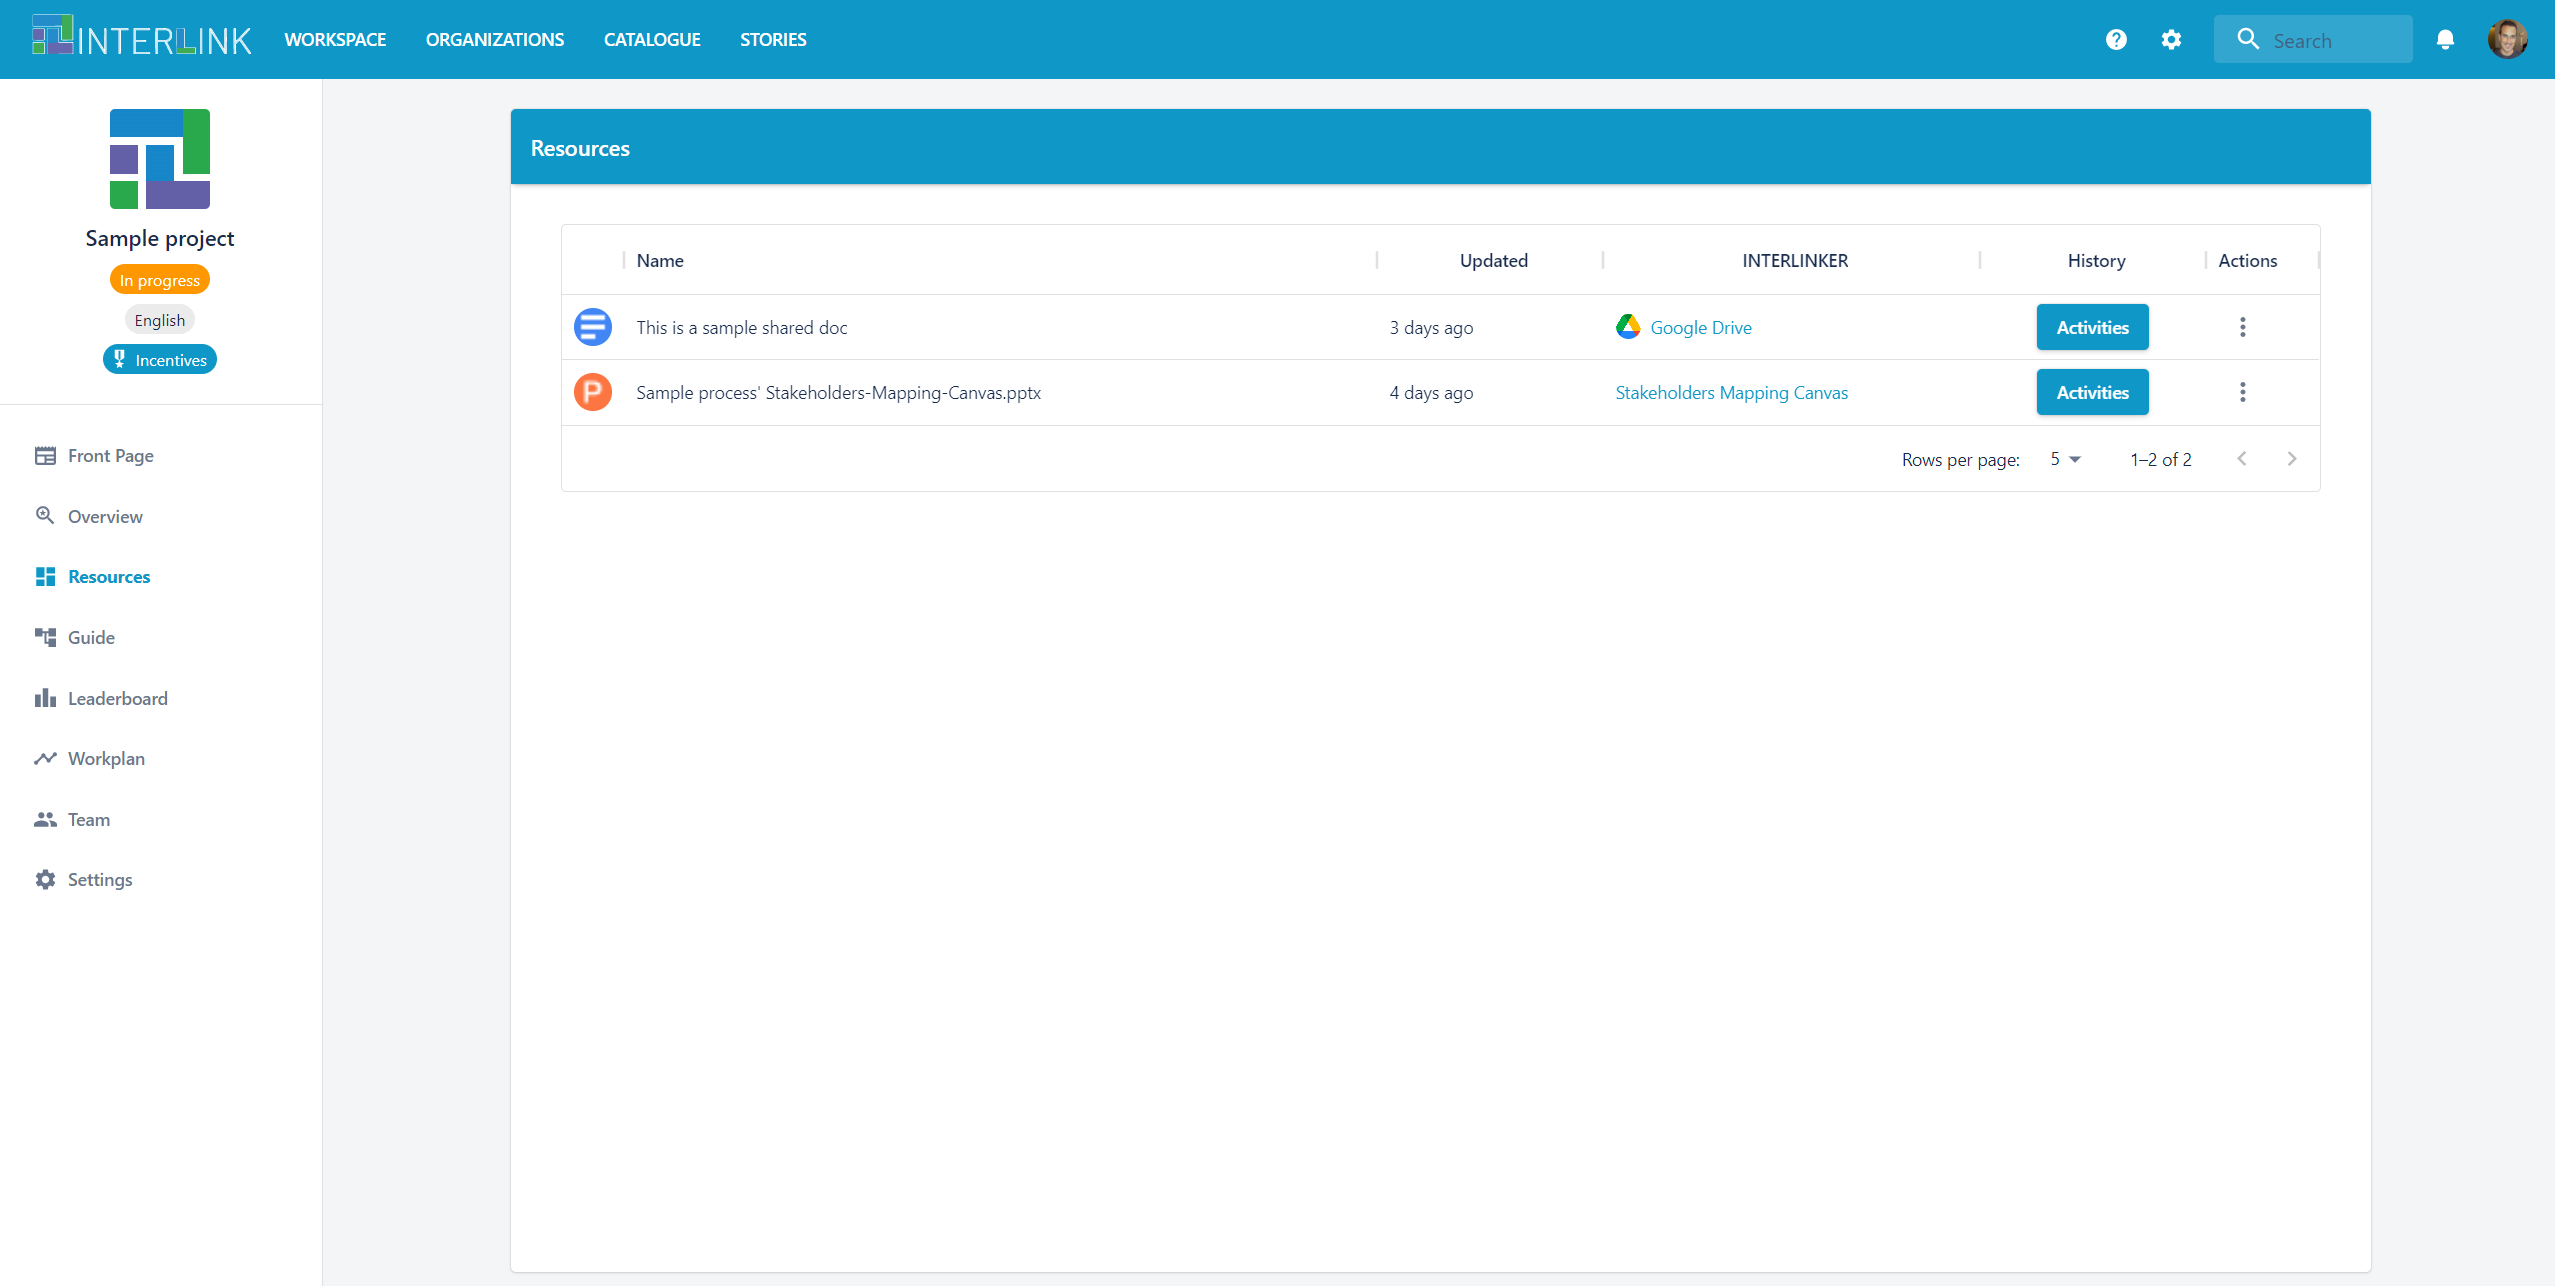 INTERLINK WORKSPACE ORGANIZATIONS CATALOGUE STORIES Search
Sample project
In progress
English
Incentives
Front Page
Overview
Resources
Guide
Leaderboard
Workplan
Team
Settings
Resources
Name Updated INTERLINKER History Actions
This is a sample shared doc 3 days ago Google Drive Activities
P Sample process' Stakeholders-Mapping-Canvas.pptx 4 days ago Stakeholders Mapping Canvas Activities
Rows per page: 5 1–2 of 2